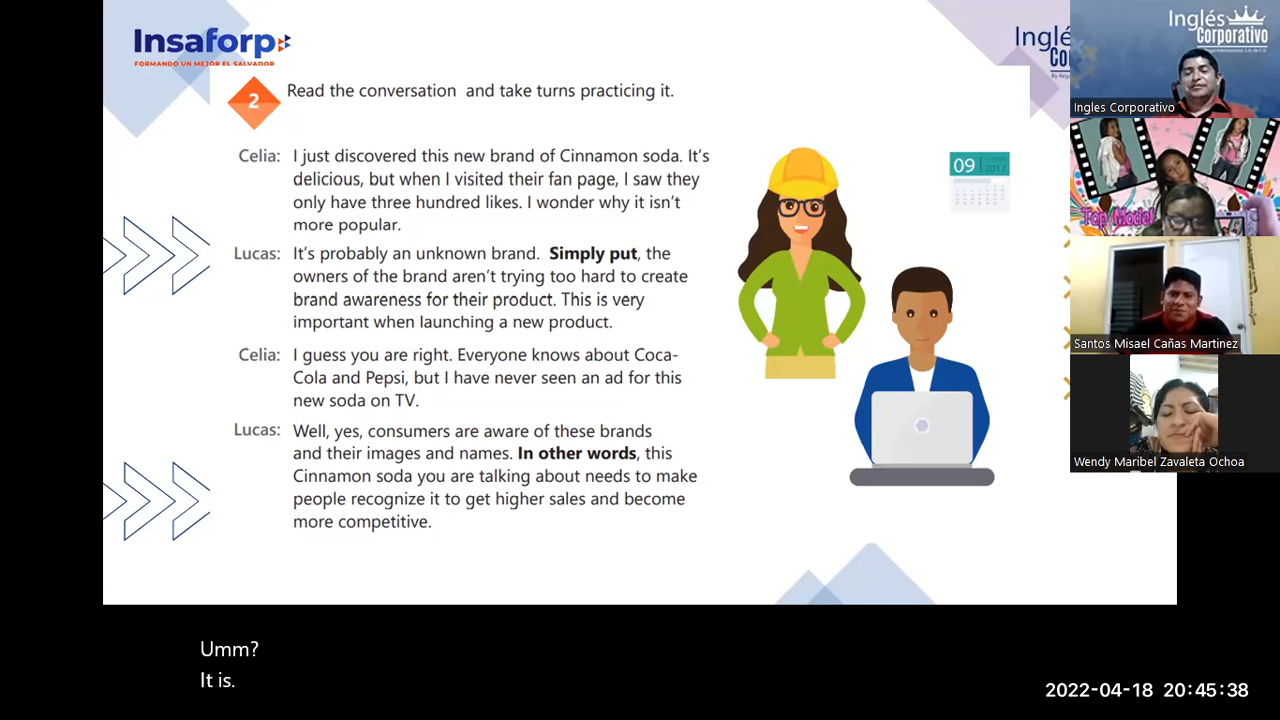 Insaforp
FORMANDO UN MEJOR EL SALVADOR
Inglés
Corporativo
2
Read the conversation and take turns practicing it.
Celia: I just discovered this new brand of Cinnamon soda. It's
delicious, but when I visited their fan page, I saw they
only have three hundred likes. I wonder why it isn't
more popular.
Lucas: It's probably an unknown brand. Simply put, the
owners of the brand aren't trying too hard to create
brand awareness for their product. This is very
important when launching a new product.
Celia: I guess you are right. Everyone knows about Coca-
Cola and Pepsi, but I have never seen an ad for this
new soda on TV.
Lucas: Well, yes, consumers are aware of these brands
and their images and names. In other words, this
Cinnamon soda you are talking about needs to make
people recognize it to get higher sales and become
more competitive.
09
2017
Ingles Corporativo
Top Model
Santos Misael Cañas Martinez
Wendy Maribel Zavaleta Ochoa
Umm?
It is.
2022-04-18 20:45:38